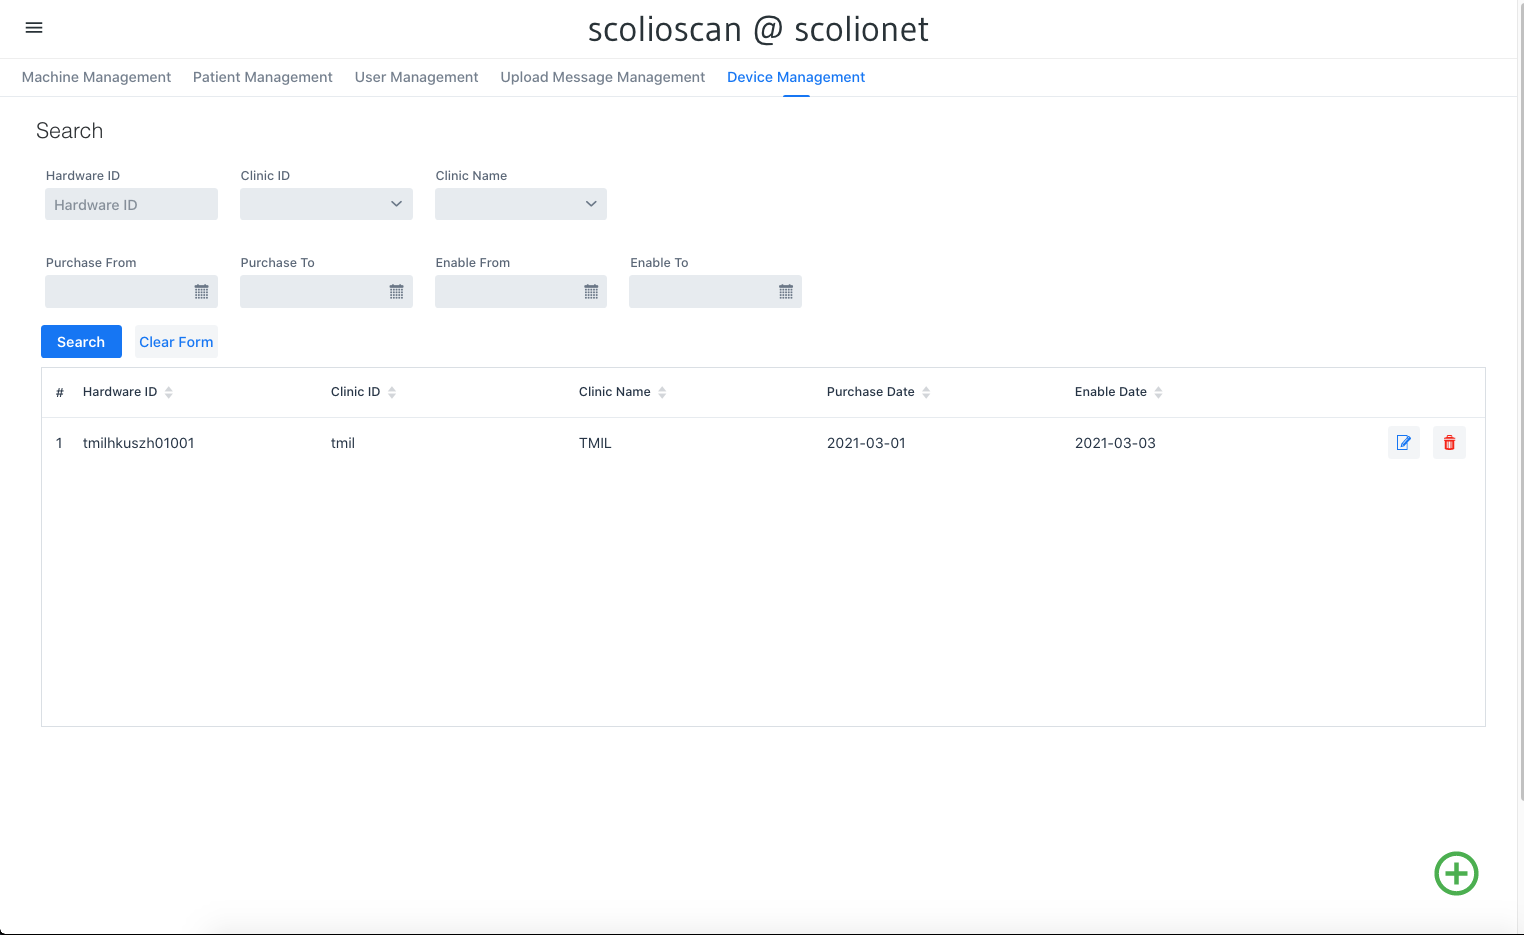 scolioscan @ scolionet
Machine Management Patient Management User Management Upload Message Management Device Management
Search
Hardware ID Clinic ID Clinic Name
Hardware ID
Purchase From Purchase To Enable From Enable To
Search Clear Form
# Hardware ID Clinic ID Clinic Name Purchase Date Enable Date
1 tmilhkuszh01001 tmil TMIL 2021-03-01 2021-03-03